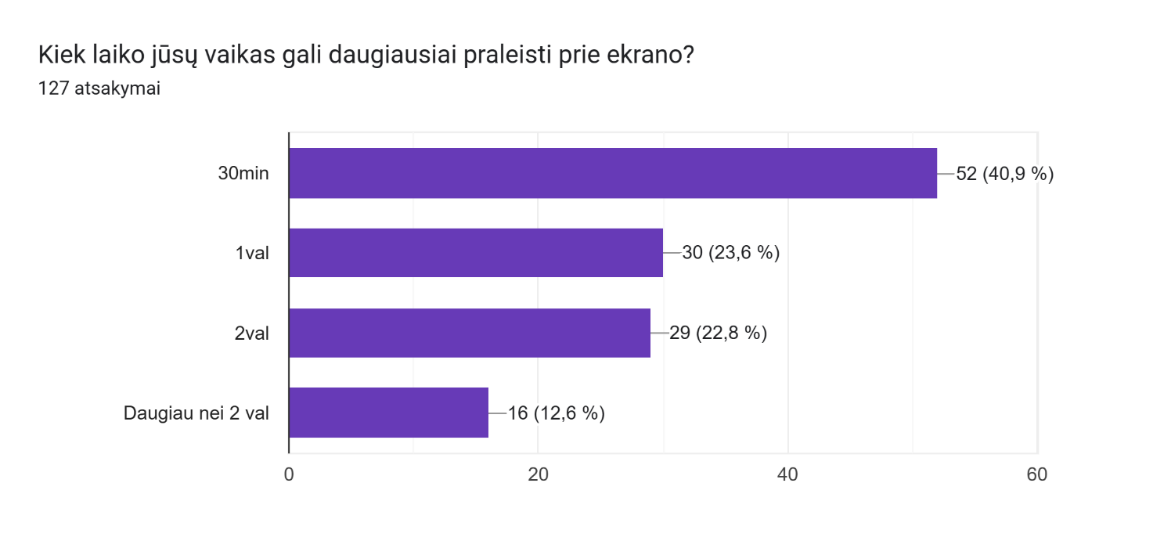 Kiek laiko jūsų vaikas gali daugiausiai praleisti prie ekrano?
127 atsakymai
30min 52 (40,9 %)
1val 30 (23,6 %)
2val 29 (22,8 %)
Daugiau nei 2 val 16 (12,6 %)
0 20 40 60